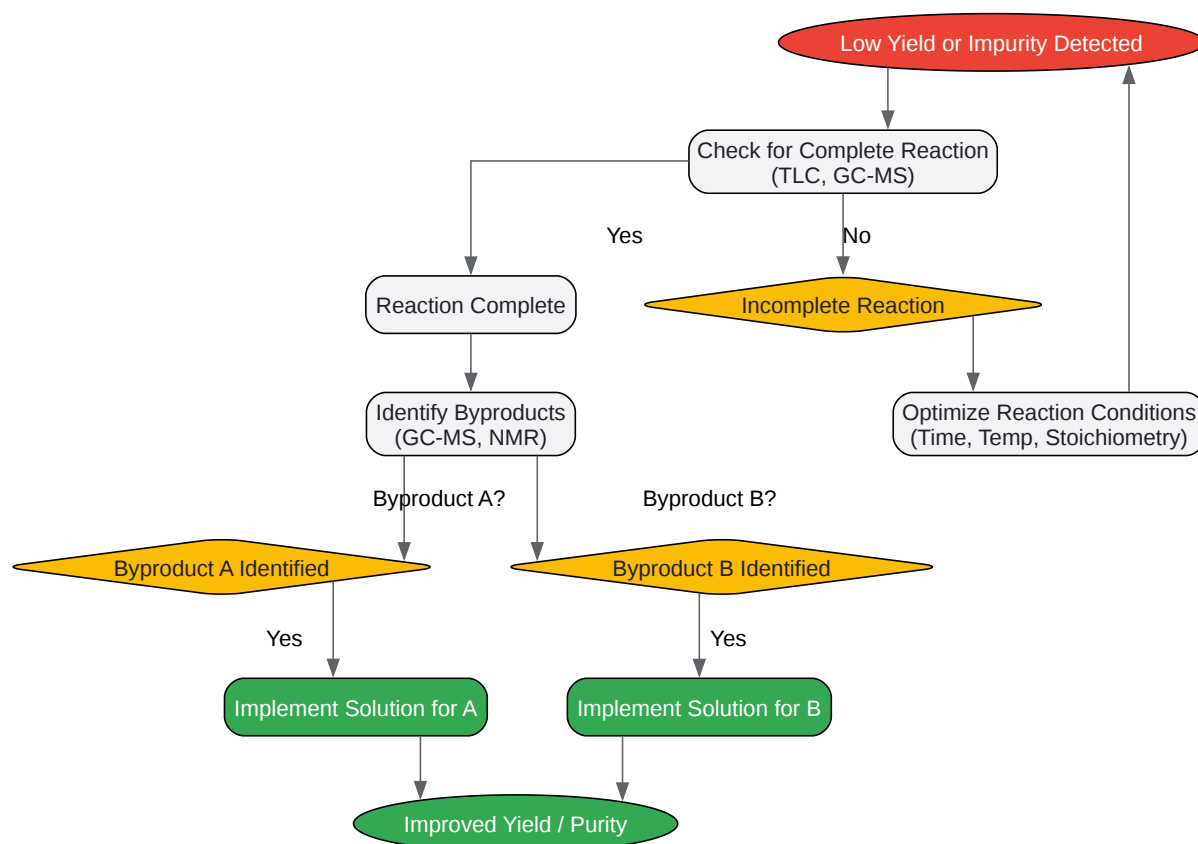 Low Yield or Impurity Detected
Check for Complete Reaction
(TLC, GC-MS)
Yes
No
Reaction Complete
Incomplete Reaction
Identify Byproducts
(GC-MS, NMR)
Optimize Reaction Conditions
(Time, Temp, Stoichiometry)
Byproduct A?
Byproduct B?
Byproduct A Identified
Byproduct B Identified
Yes
Yes
Implement Solution for A
Implement Solution for B
Improved Yield / Purity